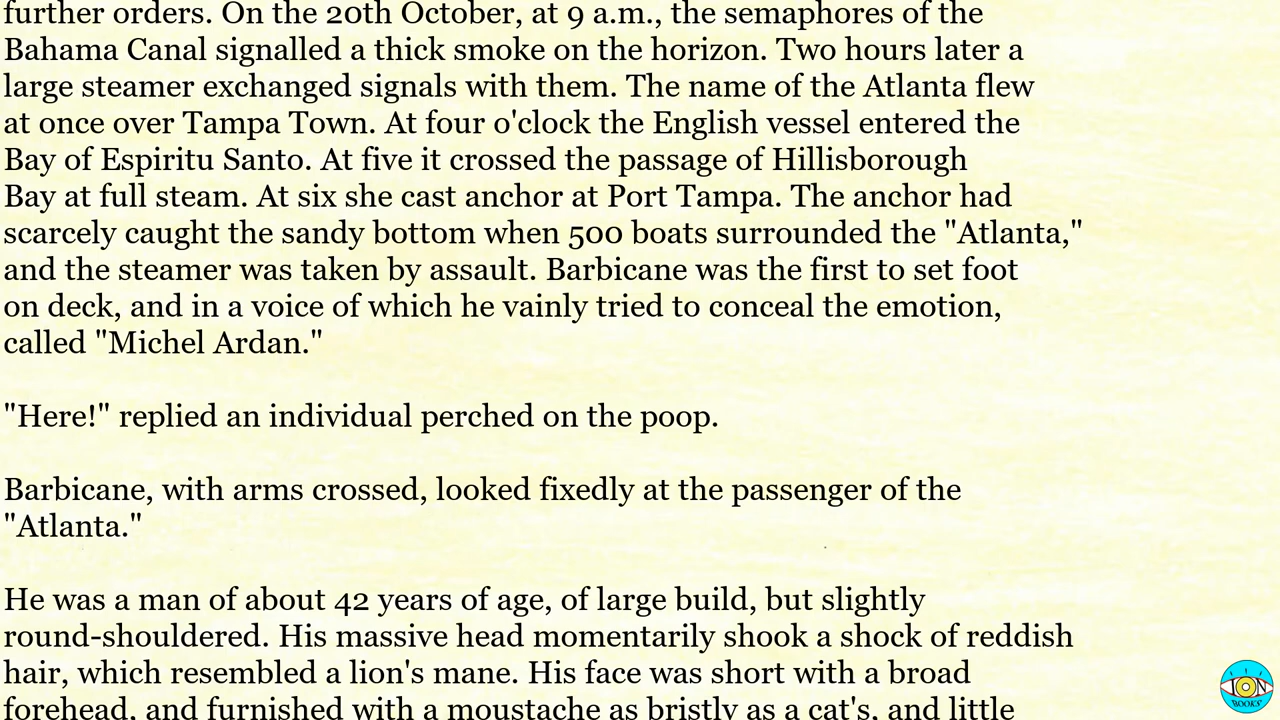 further orders. On the 20th October, at 9 a.m., the semaphores of the
Bahama Canal signalled a thick smoke on the horizon. Two hours later a
large steamer exchanged signals with them. The name of the Atlanta flew
at once over Tampa Town. At four o'clock the English vessel entered the
Bay of Espiritu Santo. At five it crossed the passage of Hillisborough
Bay at full steam. At six she cast anchor at Port Tampa. The anchor had
scarcely caught the sandy bottom when 500 boats surrounded the "Atlanta,"
and the steamer was taken by assault. Barbicane was the first to set foot
on deck, and in a voice of which he vainly tried to conceal the emotion,
called "Michel Ardan."
"Here!" replied an individual perched on the poop.
Barbicane, with arms crossed, looked fixedly at the passenger of the
"Atlanta."
He was a man of about 42 years of age, of large build, but slightly
round-shouldered. His massive head momentarily shook a shock of reddish
hair, which resembled a lion's mane. His face was short with a broad
forehead, and furnished with a moustache as bristly as a cat's, and little
ION
BOOKS